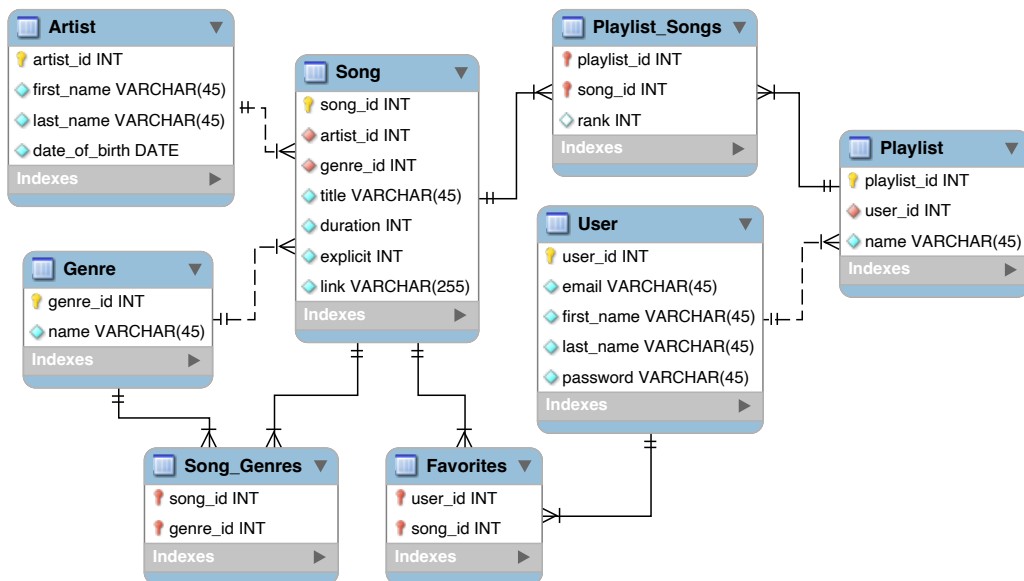 Artist
artist_id INT
first_name VARCHAR(45)
last_name VARCHAR(45)
date_of_birth DATE
Indexes
Song
song_id INT
artist_id INT
genre_id INT
title VARCHAR(45)
duration INT
explicit INT
link VARCHAR(255)
Indexes
Playlist_Songs
playlist_id INT
song_id INT
rank INT
Indexes
Playlist
playlist_id INT
user_id INT
name VARCHAR(45)
Indexes
Genre
genre_id INT
name VARCHAR(45)
Indexes
User
user_id INT
email VARCHAR(45)
first_name VARCHAR(45)
last_name VARCHAR(45)
password VARCHAR(45)
Indexes
Song_Genres
song_id INT
genre_id INT
Indexes
Favorites
user_id INT
song_id INT
Indexes